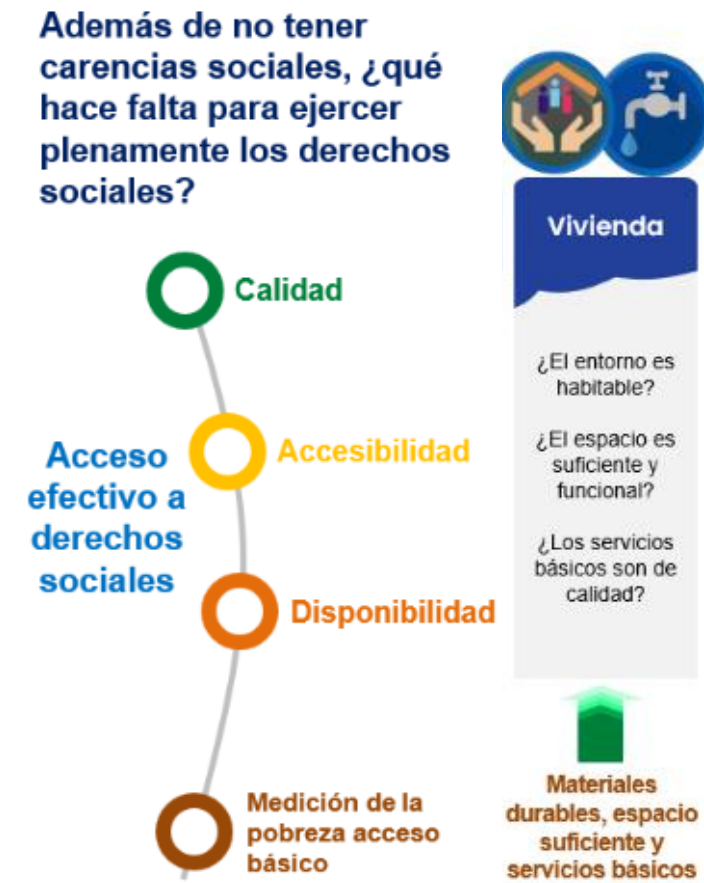 Además de no tener
carencias sociales, ¿qué
hace falta para ejercer
plenamente los derechos
sociales?
Calidad
Accesibilidad
Acceso
efectivo a
derechos
sociales
Disponibilidad
Medición de la
pobreza acceso
básico
Vivienda
¿El entorno es
habitable?
¿El espacio es
suficiente y
funcional?
¿Los servicios
básicos son de
calidad?
Materiales
durables, espacio
suficiente y
servicios básicos